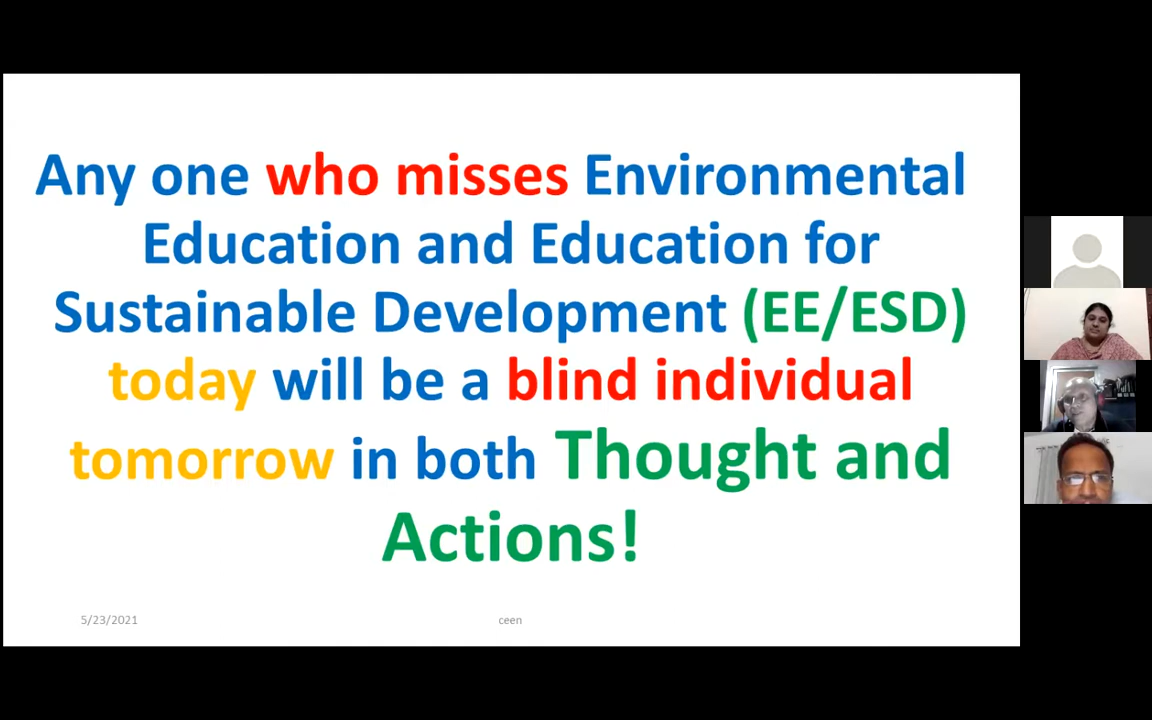 Any one who misses Environmental
Education and Education for
Sustainable Development (EE/ESD)
today will be a blind individual
tomorrow in both Thought and
Actions!
5/23/2021
ceen